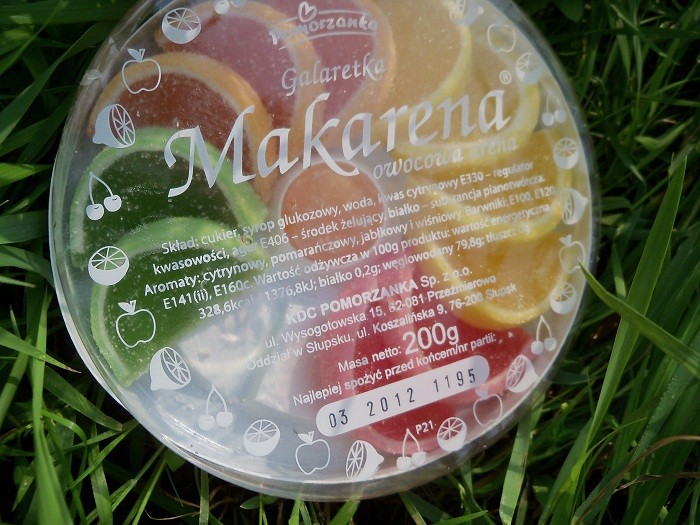 Pomorzanka
Galaretka
Makarena®
owocowa arena
Skład: cukier, syrop glukozowy, woda, kwas cytrynowy E330 – regulator
kwasowości, agar E406 – środek żelujący, białko – substancja pianotwórcza.
Aromaty: cytrynowy, pomarańczowy, jabłkowy i wiśniowy. Barwniki: E100, E120,
E141(ii), E160c. Wartość odżywcza w 100g produktu: wartość energetyczna
328,6kcal 1376,8kJ; białko 0,2g; węglowodany 79,8g; tłuszcz
KDC POMORZANKA Sp. z o.o.
ul. Wysogotowska 15, 62-081 Przeźmierowo
Oddział w Słupsku, ul. Koszalińska 9, 76-200 Słupsk
Masa netto: 200g
Najlepiej spożyć przed końcem/nr partii:
03 2012 1195
P21